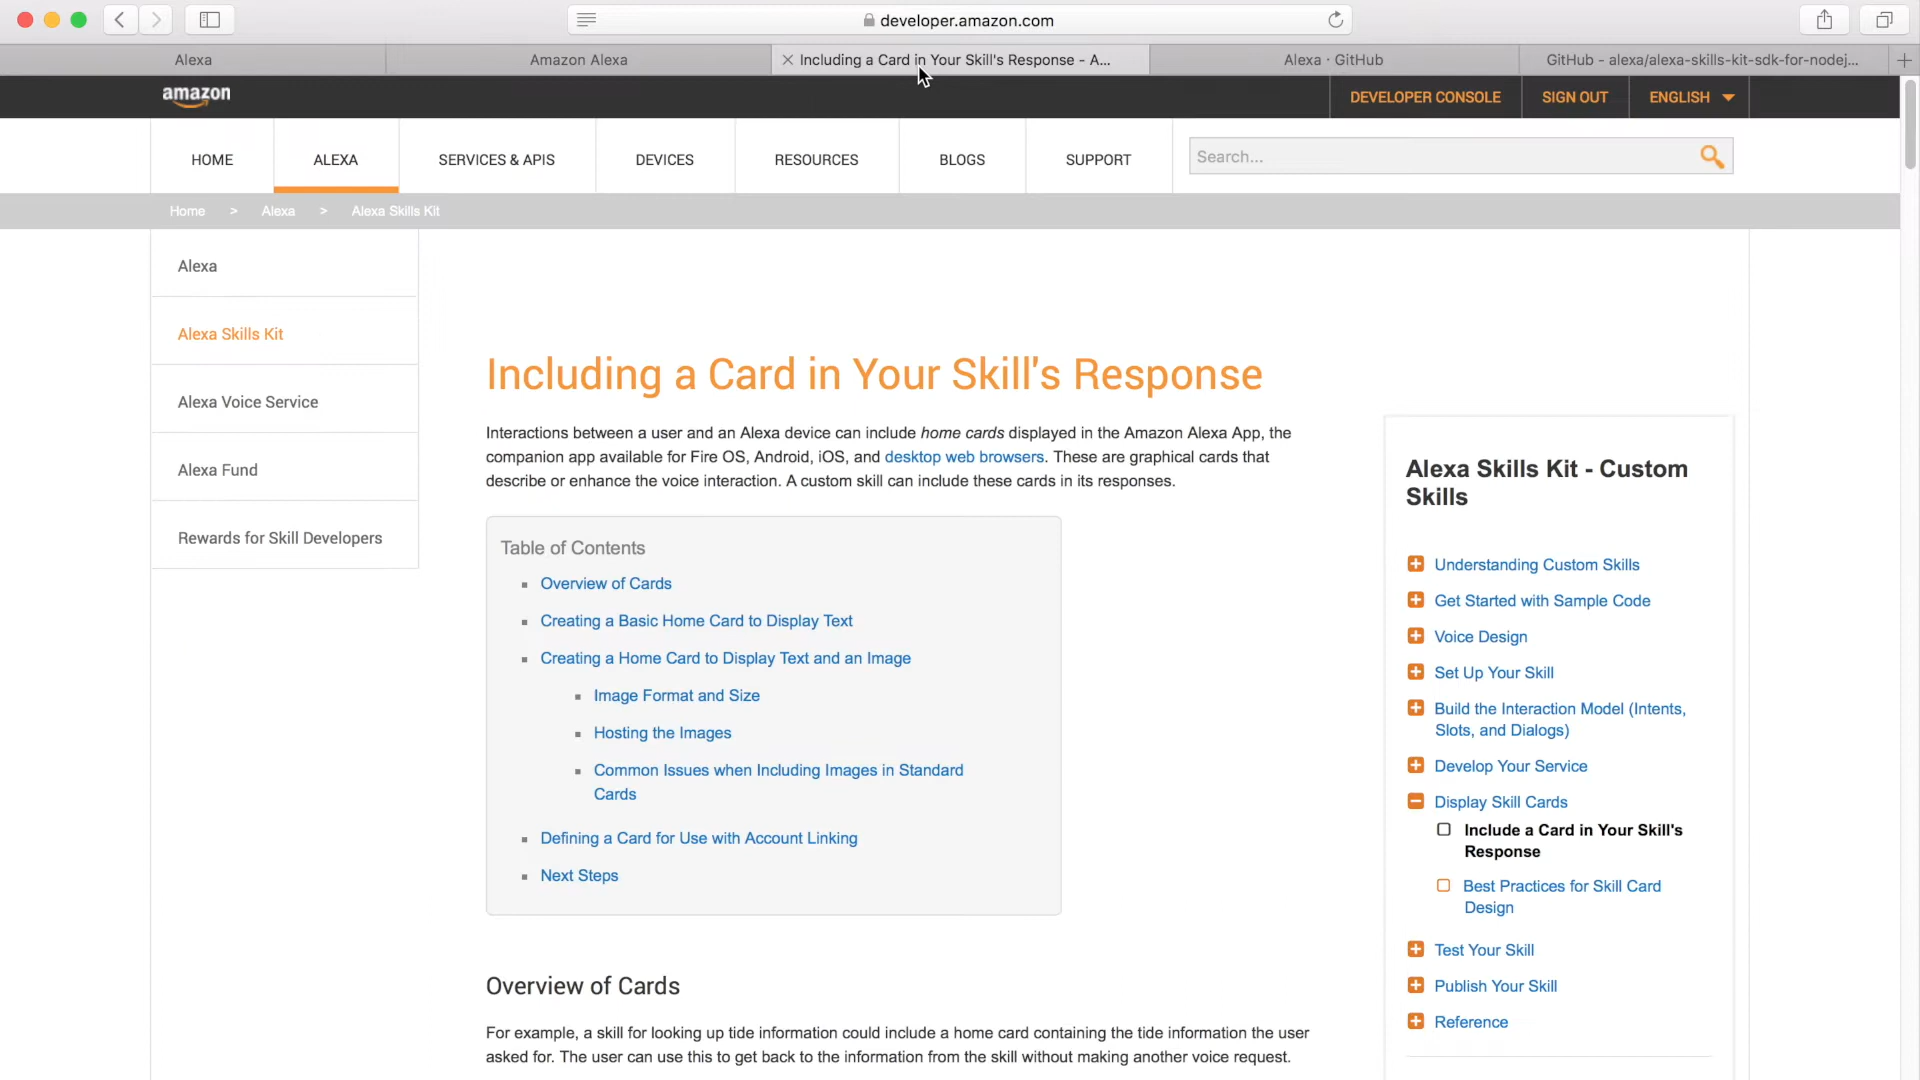 developer.amazon.com
Alexa
Amazon Alexa
Including a Card in Your Skill's Response - A...
Alexa · GitHub
GitHub - alexa/alexa-skills-kit-sdk-for-nodej...
amazon
DEVELOPER CONSOLE
SIGN OUT
ENGLISH
HOME
ALEXA
SERVICES & APIS
DEVICES
RESOURCES
BLOGS
SUPPORT
Search...
Home > Alexa > Alexa Skills Kit
Alexa
Alexa Skills Kit
Alexa Voice Service
Alexa Fund
Rewards for Skill Developers
Including a Card in Your Skill's Response
Interactions between a user and an Alexa device can include home cards displayed in the Amazon Alexa App, the
companion app available for Fire OS, Android, iOS, and desktop web browsers. These are graphical cards that
describe or enhance the voice interaction. A custom skill can include these cards in its responses.
Table of Contents
Overview of Cards
Creating a Basic Home Card to Display Text
Creating a Home Card to Display Text and an Image
Image Format and Size
Hosting the Images
Common Issues when Including Images in Standard
Cards
Defining a Card for Use with Account Linking
Next Steps
Overview of Cards
For example, a skill for looking up tide information could include a home card containing the tide information the user
asked for. The user can use this to get back to the information from the skill without making another voice request.
Alexa Skills Kit - Custom
Skills
Understanding Custom Skills
Get Started with Sample Code
Voice Design
Set Up Your Skill
Build the Interaction Model (Intents,
Slots, and Dialogs)
Develop Your Service
Display Skill Cards
Include a Card in Your Skill's
Response
Best Practices for Skill Card
Design
Test Your Skill
Publish Your Skill
Reference